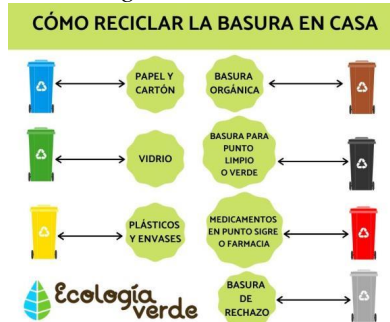 CÓMO RECICLAR LA BASURA EN CASA
PAPEL Y
CARTÓN
BASURA
ORGÁNICA
VIDRIO
BASURA PARA
PUNTO
LIMPIO
O VERDE
PLÁSTICOS
Y ENVASES
MEDICAMENTOS
EN PUNTO SIGRE
O FARMACIA
BASURA
DE
RECHAZO
Ecología
verde